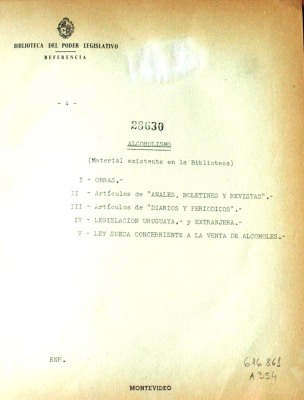 BIBLIOTECA DEL PODER LEGISLATIVO
REFERENCIA
- 4 -
28630
ALCOHOLISMO
(Material existente en la Biblioteca)
I - OBRAS.-
II - Artículos de "ANALES, BOLETINES Y REVISTAS".-
III - Artículos de "DIARIOS Y PERIODICOS".-
IV - LEGISLACION URUGUAYA.- y EXTRANJERA.-
V - LEY SUECA CONCERNIENTE A LA VENTA DE ALCOHOLES.-
EXP.
616.861
A354
MONTEVIDEO